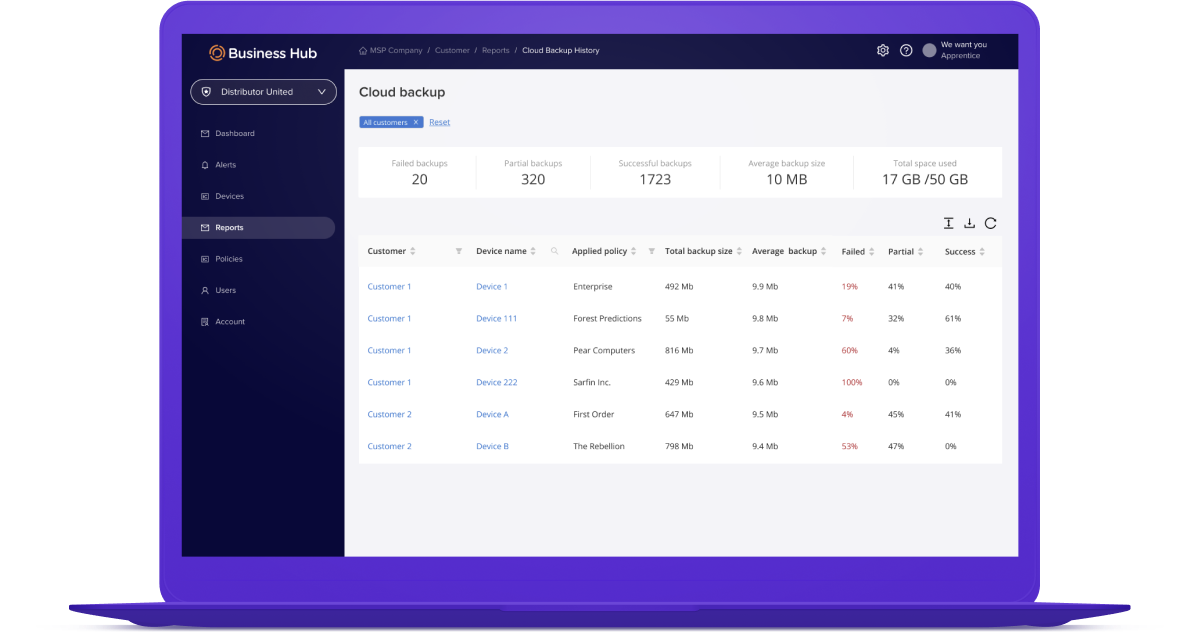 Business Hub
MSP Company / Customer / Reports / Cloud Backup History
We want you
Apprentice
Distributor United
Dashboard
Alerts
Devices
Reports
Policies
Users
Account
Cloud backup
All customers × Reset
Failed backups Partial backups Successful backups Average backup size Total space used
20 320 1723 10 MB 17 GB /50 GB
Customer Device name Applied policy Total backup size Average backup Failed Partial Success
Customer 1 Device 1 Enterprise 492 Mb 9.9 Mb 19% 41% 40%
Customer 1 Device 111 Forest Predictions 55 Mb 9.8 Mb 7% 32% 61%
Customer 1 Device 2 Pear Computers 816 Mb 9.7 Mb 60% 4% 36%
Customer 1 Device 222 Sarfin Inc. 429 Mb 9.6 Mb 100% 0% 0%
Customer 2 Device A First Order 647 Mb 9.5 Mb 4% 45% 41%
Customer 2 Device B The Rebellion 798 Mb 9.4 Mb 53% 47% 0%